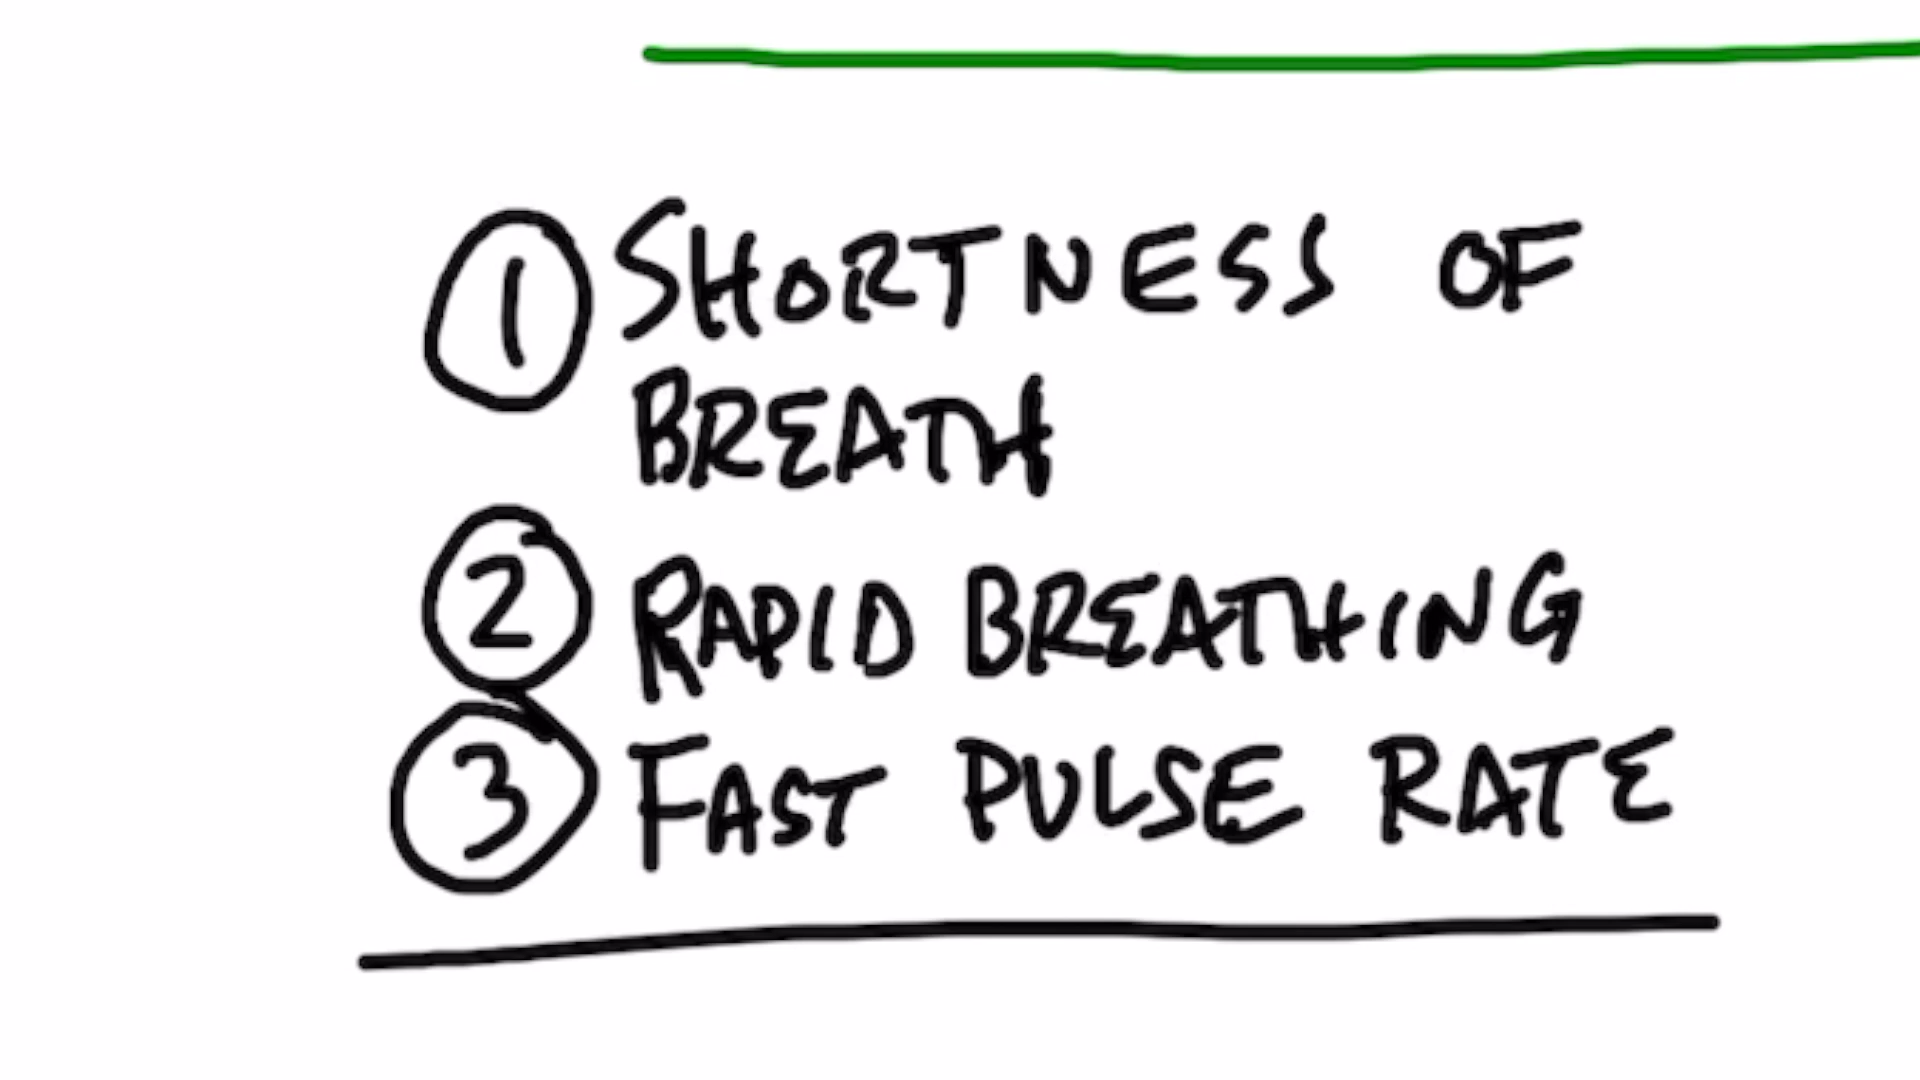 1 SHORTNESS OF
BREATH
2 RAPID BREATHING
3 FAST PULSE RATE